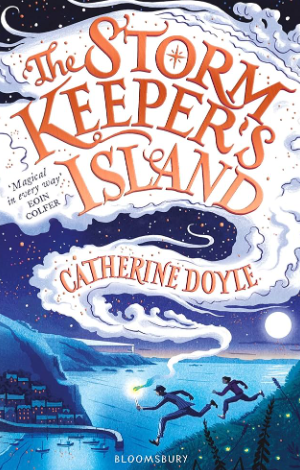 The STORM
KEEPER'S
ISLAND
'Magical
in every way'
EOIN
COLFER
CATHERINE DOYLE
BLOOMSBURY